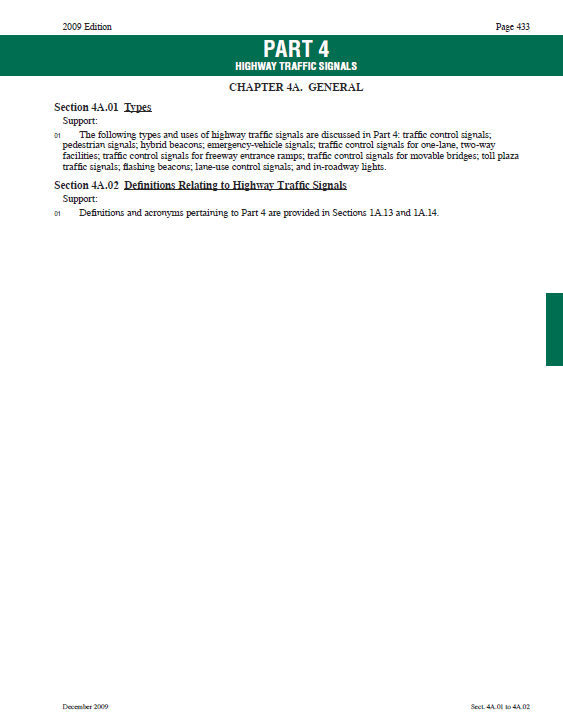 2009 Edition
Page 433
PART 4
HIGHWAY TRAFFIC SIGNALS
CHAPTER 4A. GENERAL
Section 4A.01 Types
Support:
01 The following types and uses of highway traffic signals are discussed in Part 4: traffic control signals;
pedestrian signals; hybrid beacons; emergency-vehicle signals; traffic control signals for one-lane, two-way
facilities; traffic control signals for freeway entrance ramps; traffic control signals for movable bridges; toll plaza
traffic signals; flashing beacons; lane-use control signals; and in-roadway lights.
Section 4A.02 Definitions Relating to Highway Traffic Signals
Support:
01 Definitions and acronyms pertaining to Part 4 are provided in Sections 1A.13 and 1A.14.
December 2009
Sect. 4A.01 to 4A.02